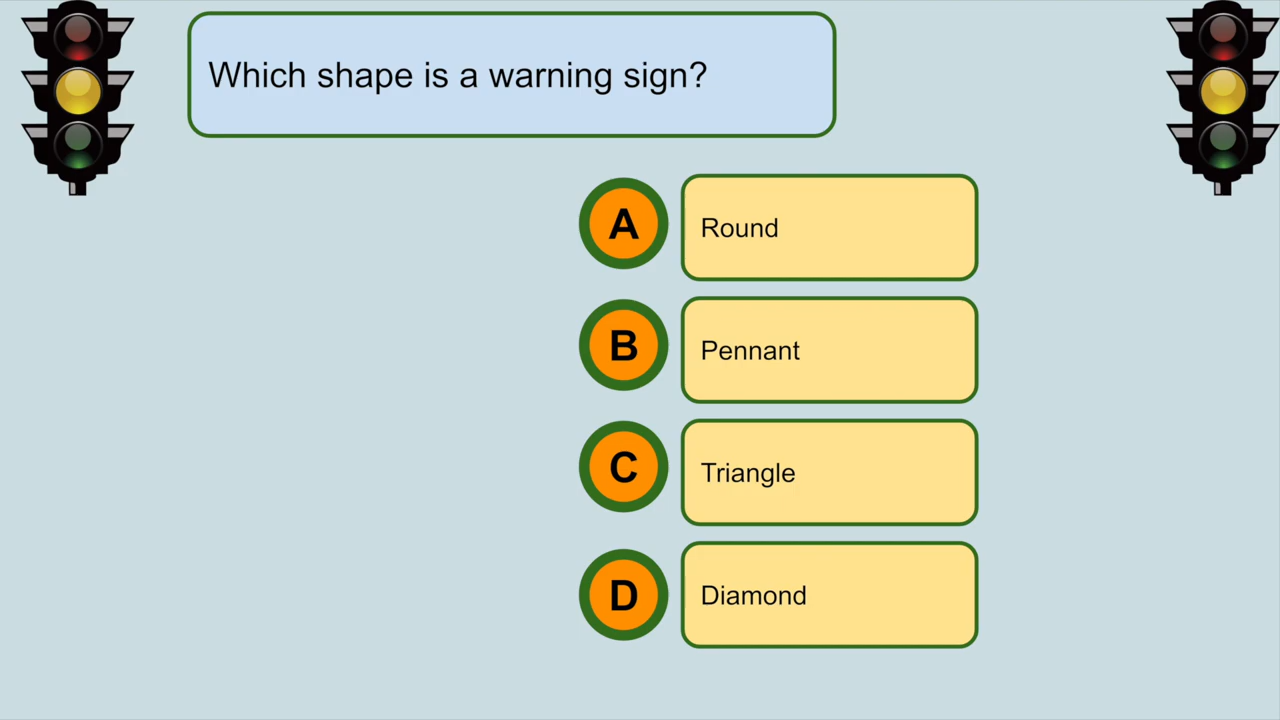 Which shape is a warning sign?
A
Round
B
Pennant
C
Triangle
D
Diamond